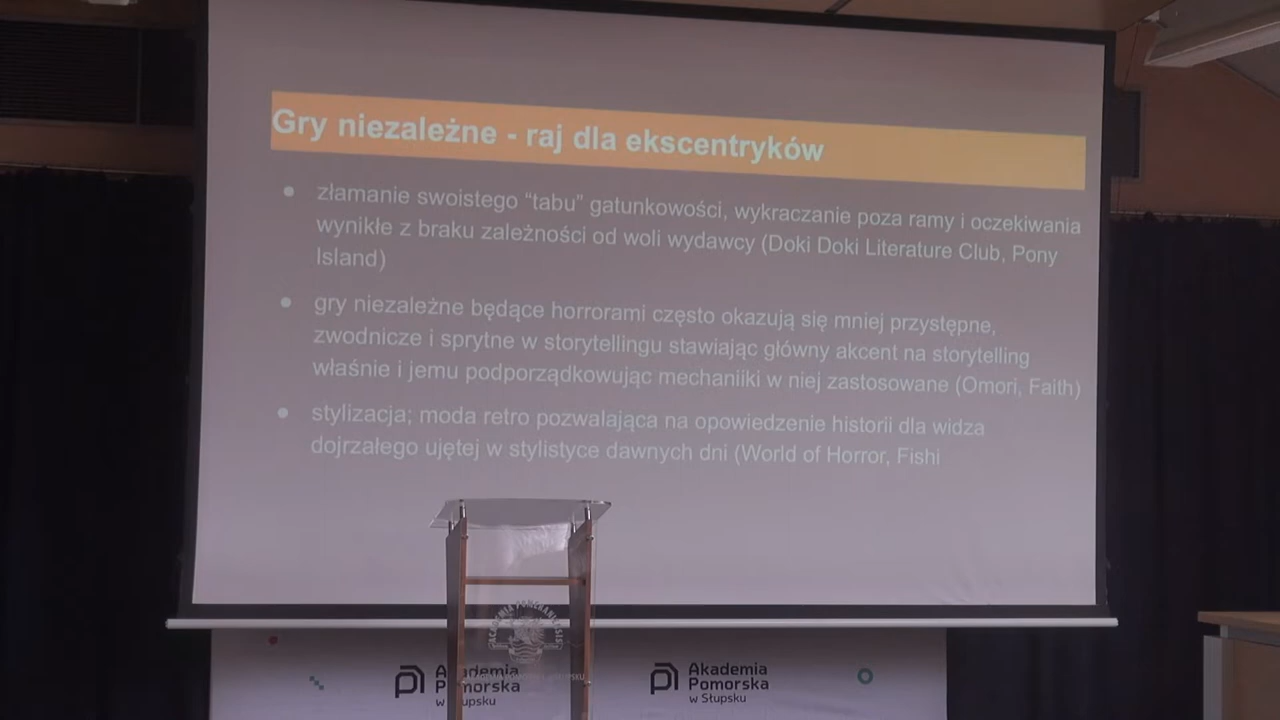 Gry niezależne - raj dla ekscentryków
złamanie swoistego “tabu” gatunkowości, wykraczanie poza ramy i oczekiwania
wynikłe z braku zależności od woli wydawcy (Doki Doki Literature Club, Pony
Island)
gry niezależne będące horrorami często okazują się mniej przystępne,
zwodnicze i sprytne w storytellingu stawiając główny akcent na storytelling
właśnie i jemu podporządkowując mechaniiki w niej zastosowane (Omori, Faith)
stylizacja; moda retro pozwalająca na opowiedzenie historii dla widza
dojrzałego ujętej w stylistyce dawnych dni (World of Horror, Fishi
Akademia
Pomorska
w Słupsku
Akademia
Pomorska
w Słupsku